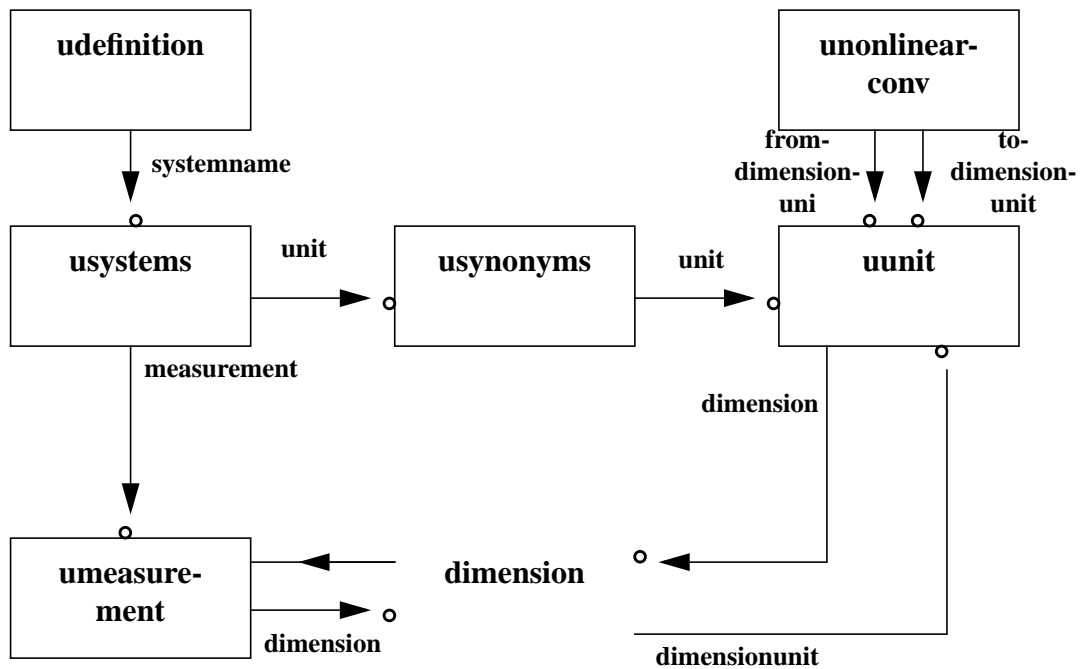 udefinition
unonlinear-
conv
systemname
from-
dimension-
uni
to-
dimension-
unit
usystems
unit
usynonyms
unit
uunit
measurement
dimension
umeasure-
ment
dimension
dimension
dimensionunit